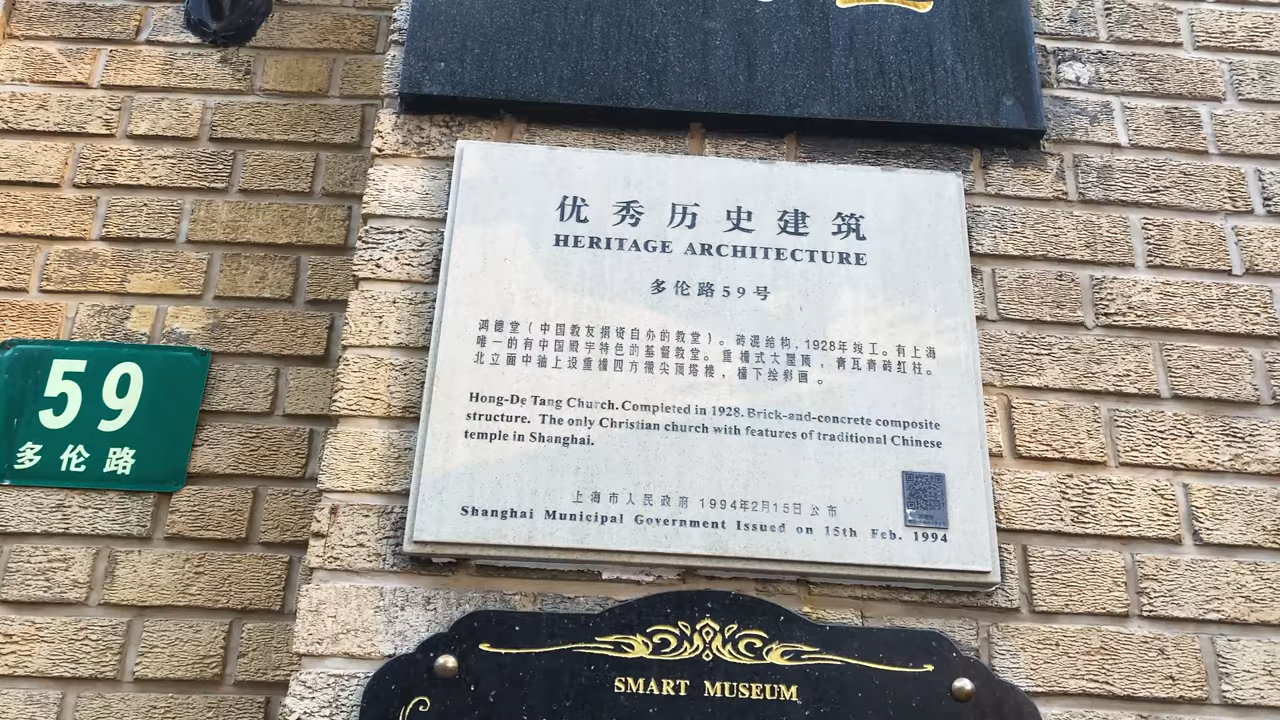 优秀历史建筑
HERITAGE ARCHITECTURE
多伦路59号
鸿德堂(中国教友捐资自办的教堂)。砖混结构,1928年竣工。有上海
唯一的有中国殿宇特色的基督教堂。重檐式大屋顶,青瓦青砖红柱。
北立面中轴上设重檐四方攒尖顶塔楼,檐下绘彩画。
Hong-De Tang Church. Completed in 1928. Brick-and-concrete composite
structure. The only Christian church with features of traditional Chinese
temple in Shanghai.
上海市人民政府 1994年2月15日公布
Shanghai Municipal Government Issued on 15th Feb. 1994
59
多伦路
SMART MUSEUM